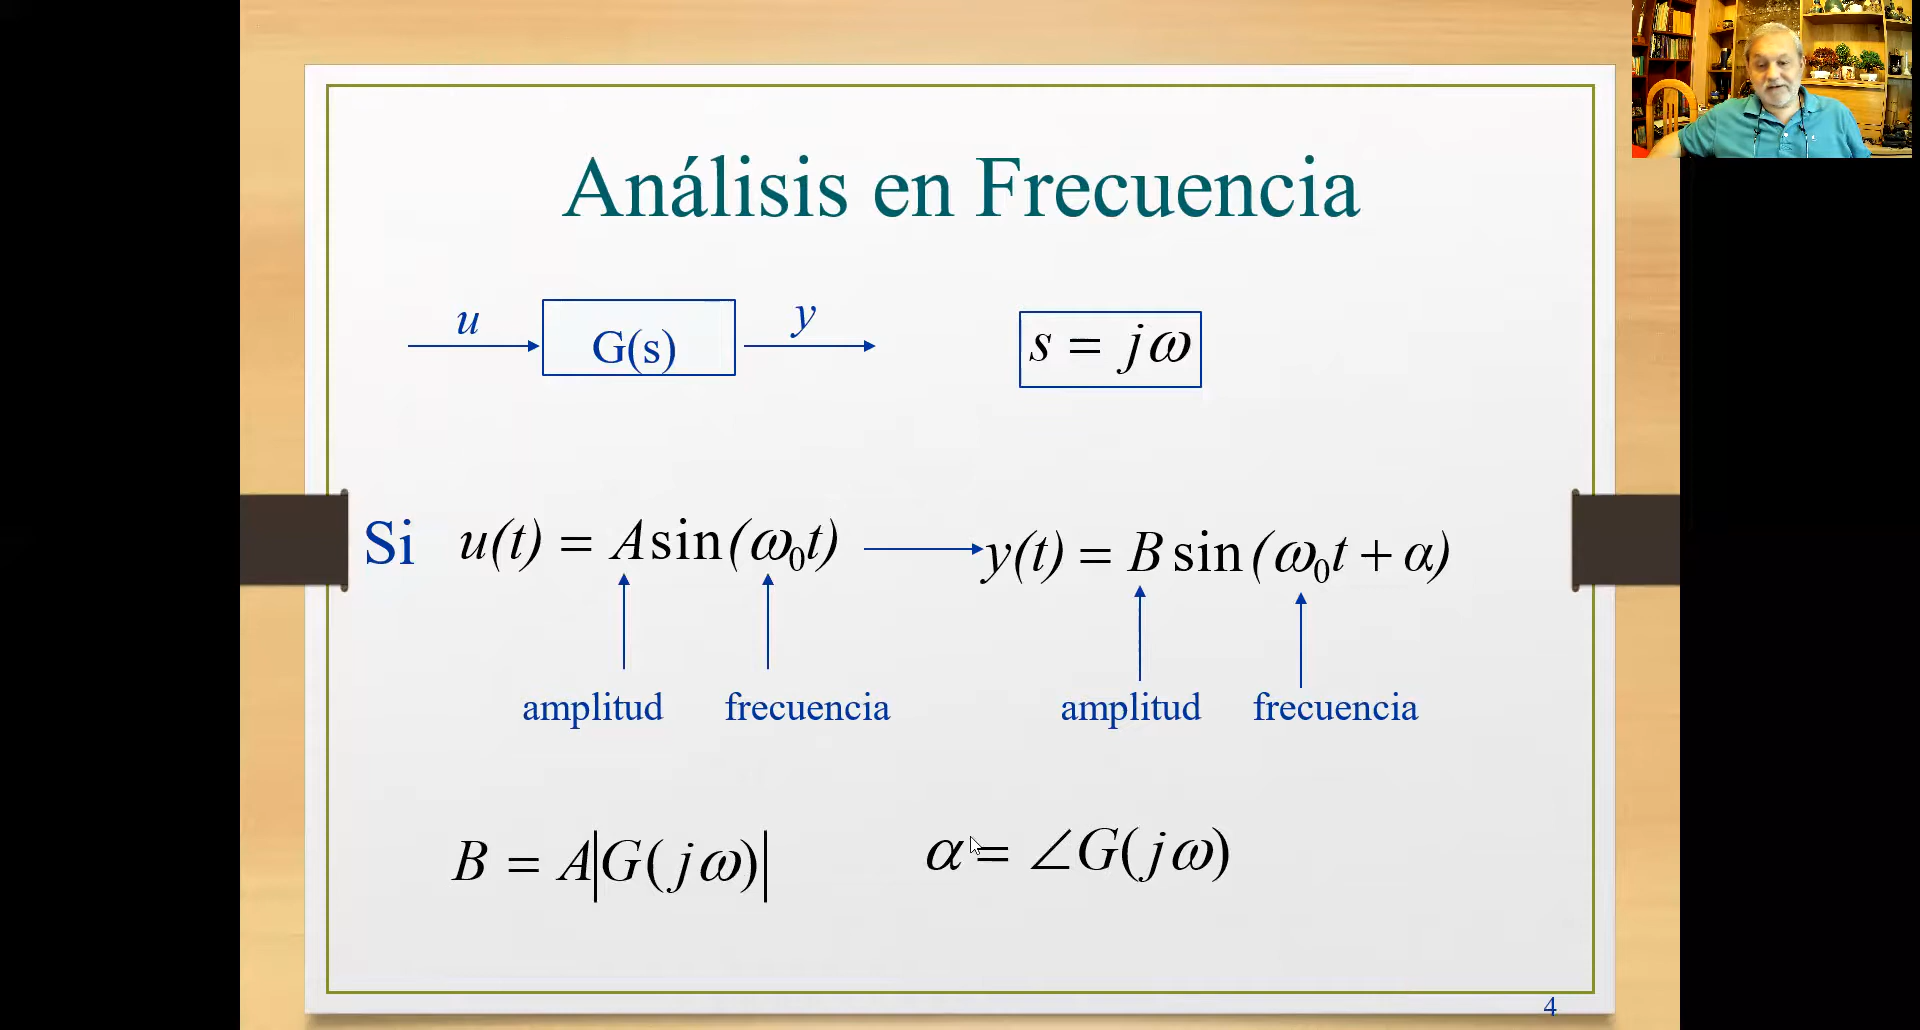 Análisis en Frecuencia
u
G(s)
y
s = jω
Si u(t) = A sin(ω₀t) y(t) = B sin(ω₀t + α)
amplitud frecuencia amplitud frecuencia
B = A|G(jω)| α = ∠G(jω)
4